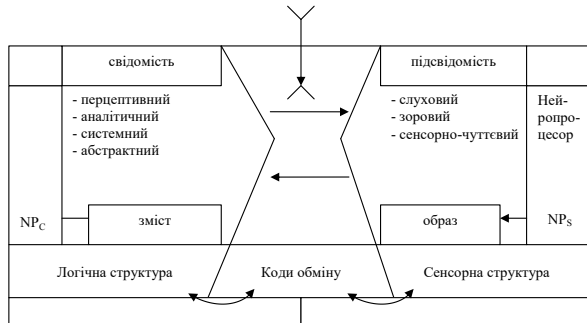 свідомість
підсвідомість
- перцептивний
- аналітичний
- системний
- абстрактний
- слуховий
- зоровий
- сенсорно-чуттєвий
Ней-
ропро-
цесор
NPC
зміст
образ
NPS
Логічна структура
Коди обміну
Сенсорна структура